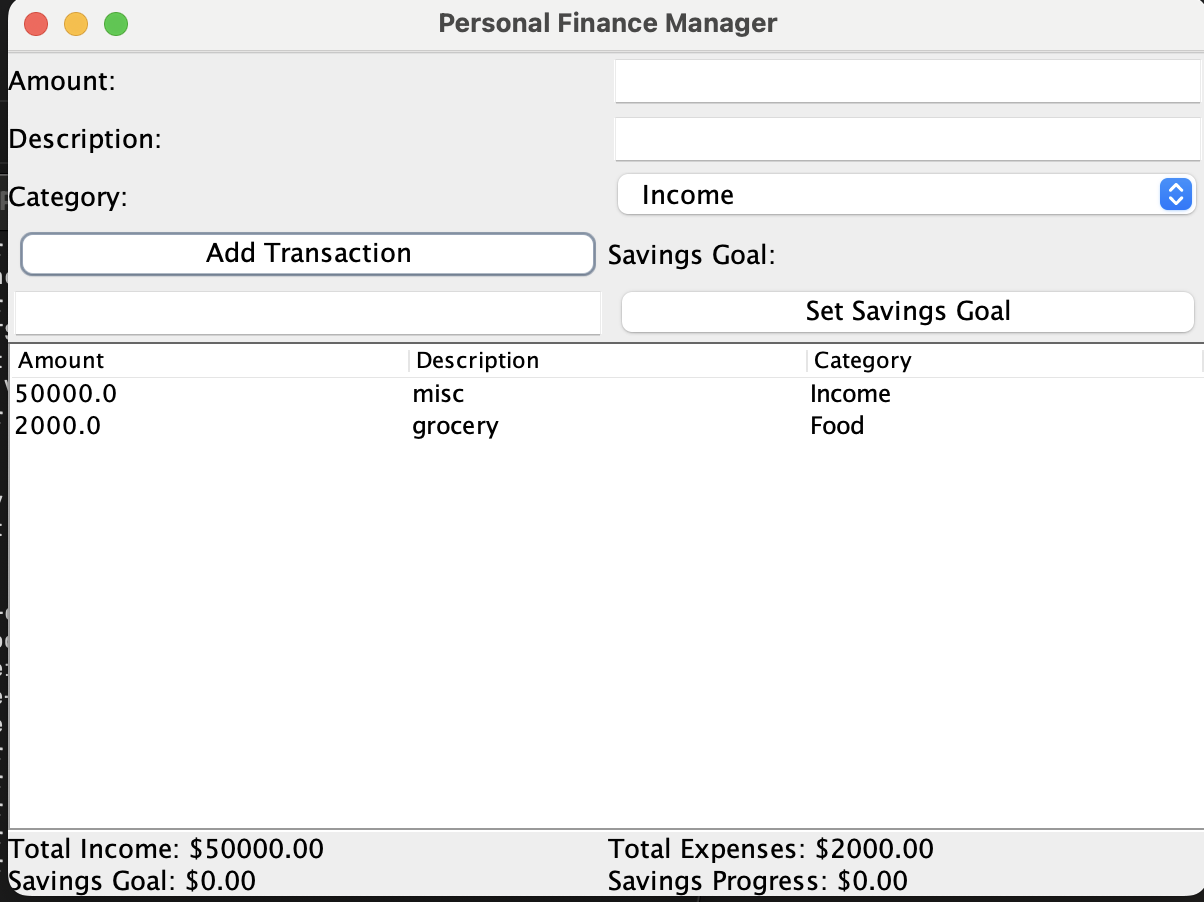 Personal Finance Manager
Amount:
Description:
Category: Income
Add Transaction Savings Goal:
Set Savings Goal
Amount Description Category
50000.0 misc Income
2000.0 grocery Food
Total Income: $50000.00 Total Expenses: $2000.00
Savings Goal: $0.00 Savings Progress: $0.00